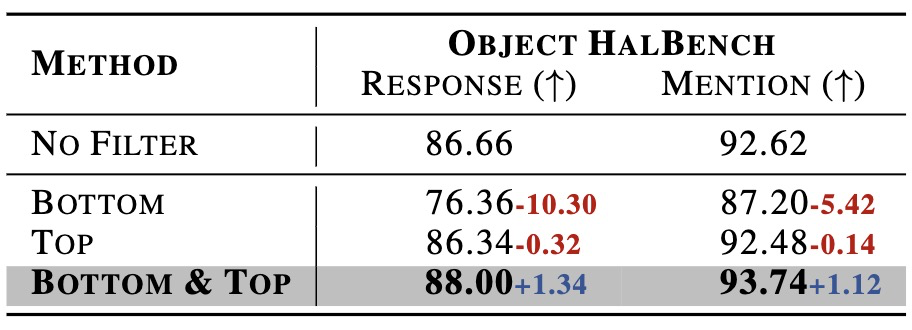 METHOD OBJECT HALBENCH
RESPONSE (↑) MENTION (↑)
NO FILTER 86.66 92.62
BOTTOM 76.36-10.30 87.20-5.42
TOP 86.34-0.32 92.48-0.14
BOTTOM & TOP 88.00+1.34 93.74+1.12